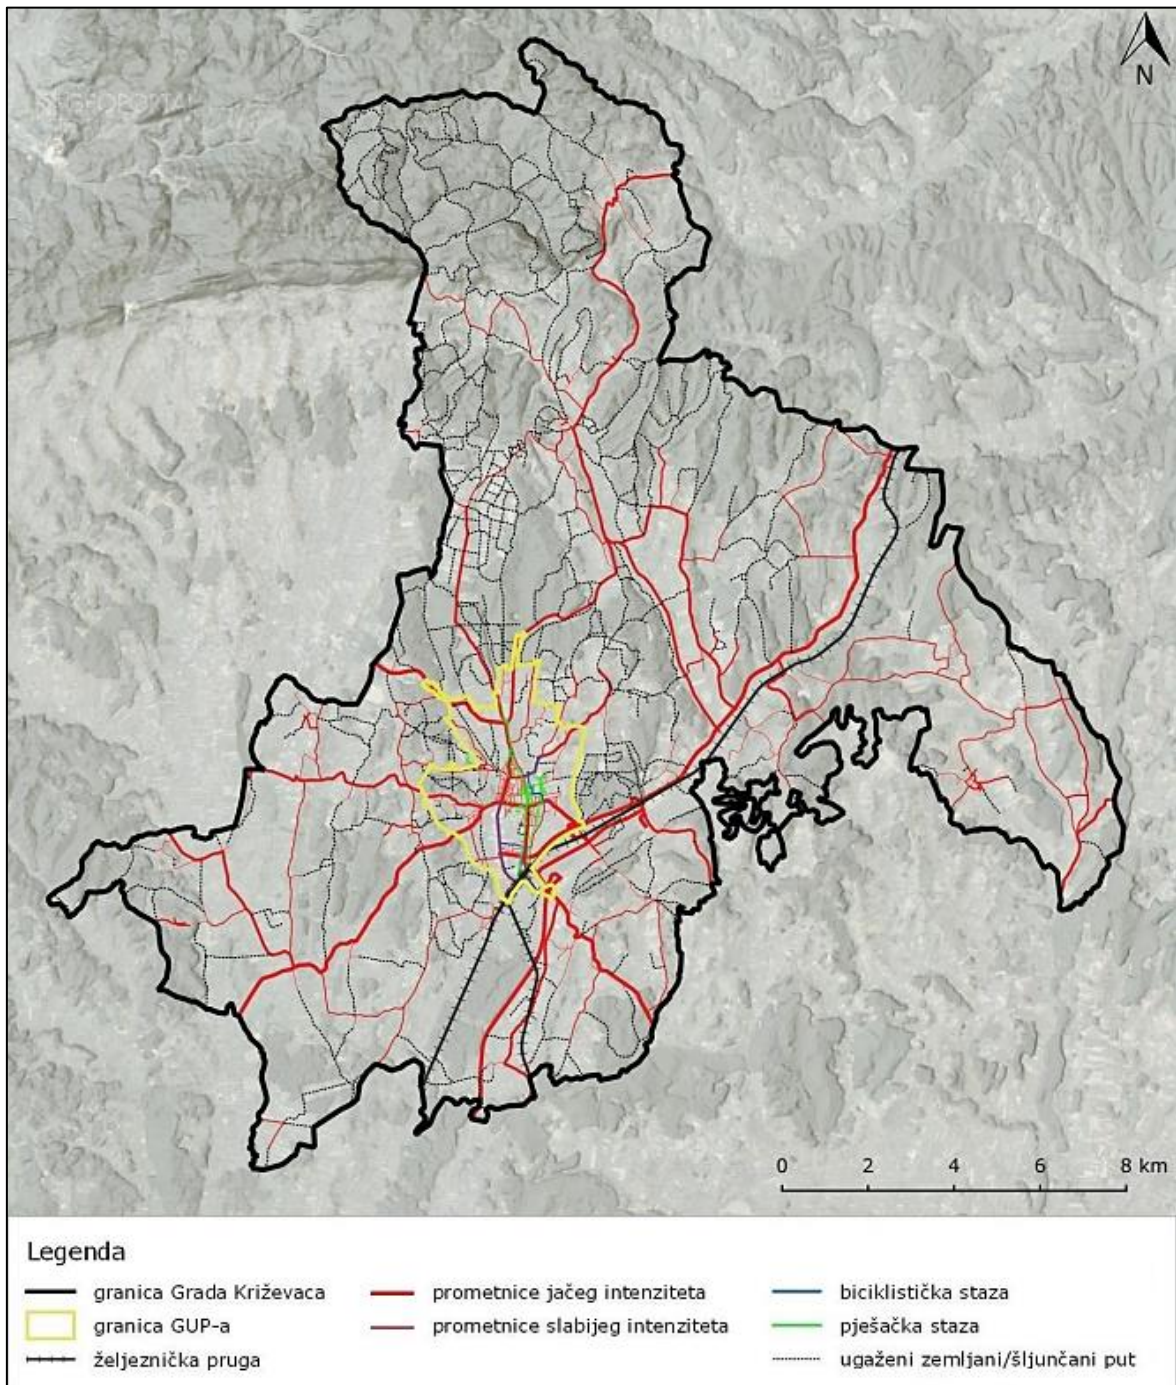 GEOPORTAL
N
0 2 4 6 8 km
Legenda
granica Grada Križevaca
prometnice jačeg intenziteta
biciklistička staza
granica GUP-a
prometnice slabijeg intenziteta
pješačka staza
željeznička pruga
ugaženi zemljani/šljunčani put